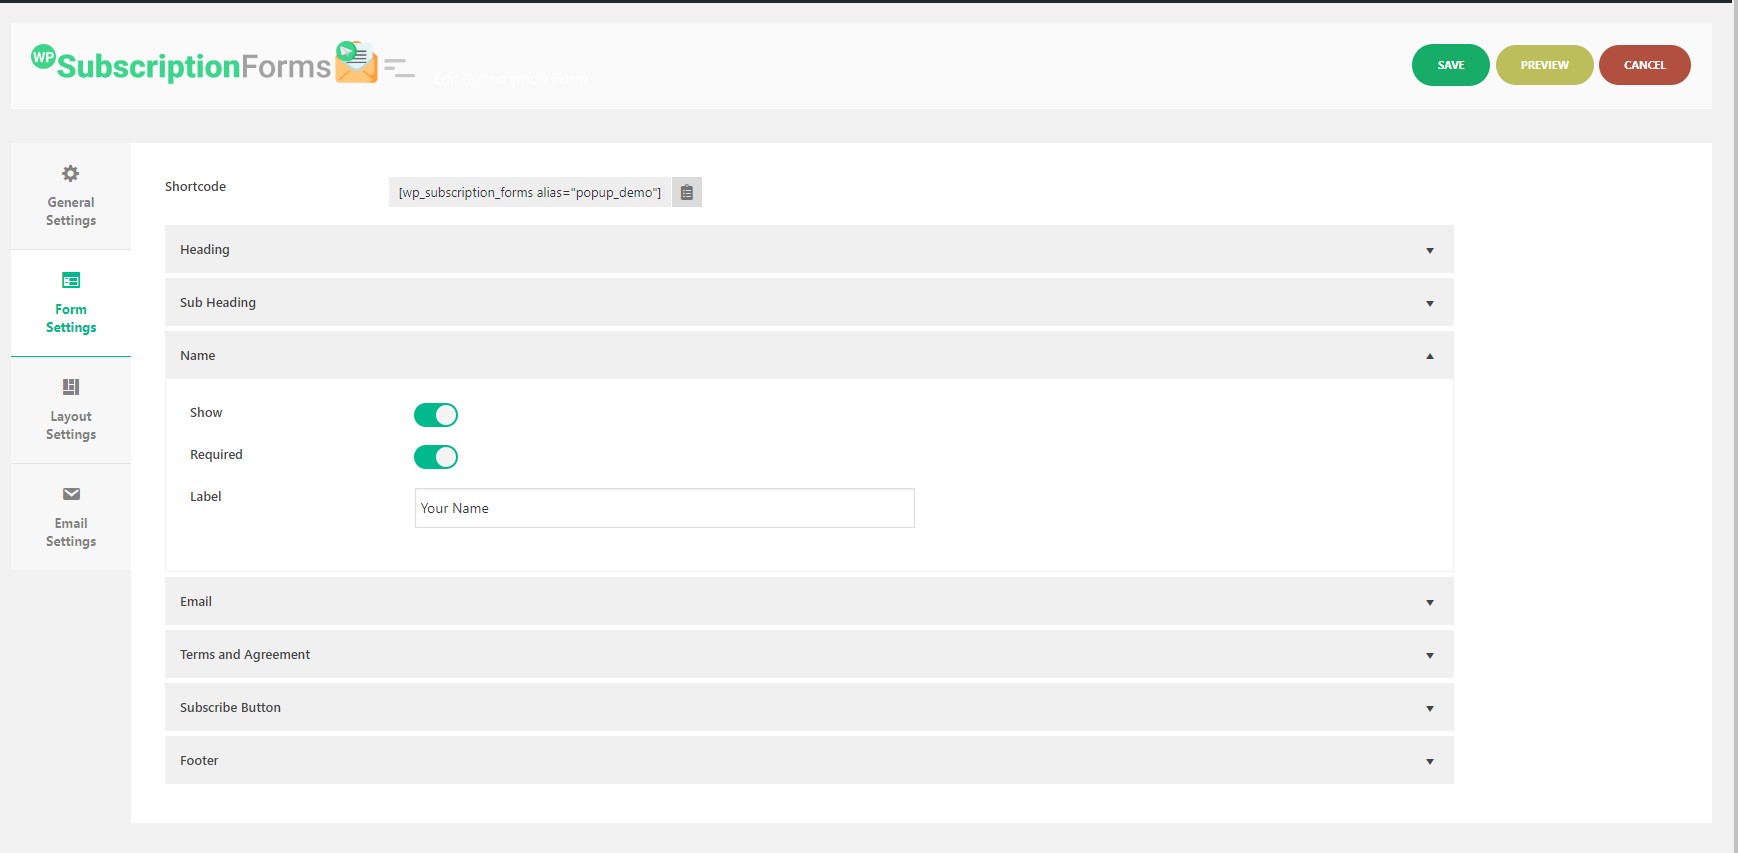 WP SubscriptionForms
SAVE
PREVIEW
CANCEL
General
Settings
Form
Settings
Layout
Settings
Email
Settings
Shortcode
[wp_subscription_forms alias="popup_demo"]
Heading
Sub Heading
Name
Show
Required
Label
Your Name
Email
Terms and Agreement
Subscribe Button
Footer